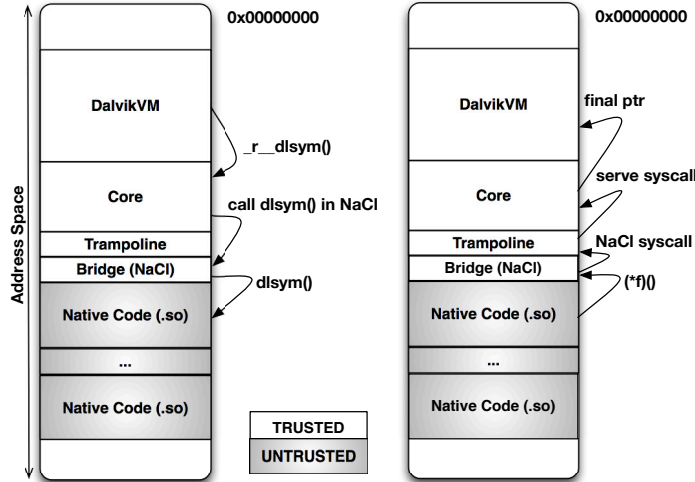 0x00000000
DalvikVM
_r__dlsym()
Core
call dlsym() in NaCl
Trampoline
Bridge (NaCl)
dlsym()
Native Code (.so)
...
Native Code (.so)
Address Space
TRUSTED
UNTRUSTED
0x00000000
DalvikVM
final ptr
Core
serve syscall
Trampoline
NaCl syscall
Bridge (NaCl)
(*f)()
Native Code (.so)
...
Native Code (.so)